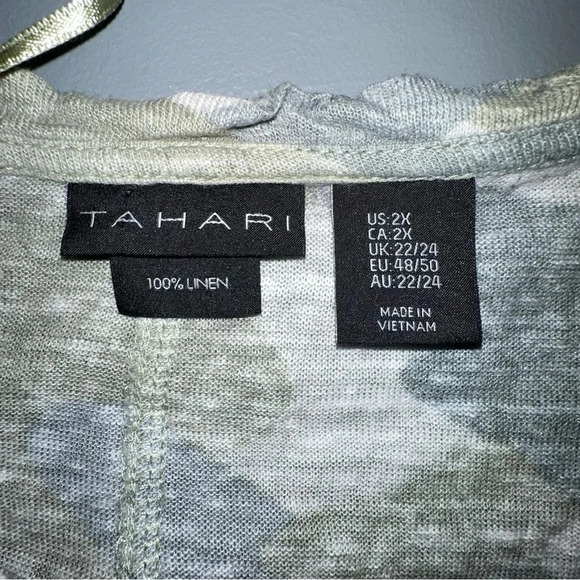 TAHARI
100% LINEN
US:2X
CA:2X
UK:22/24
EU:48/50
AU:22/24
MADE IN
VIETNAM